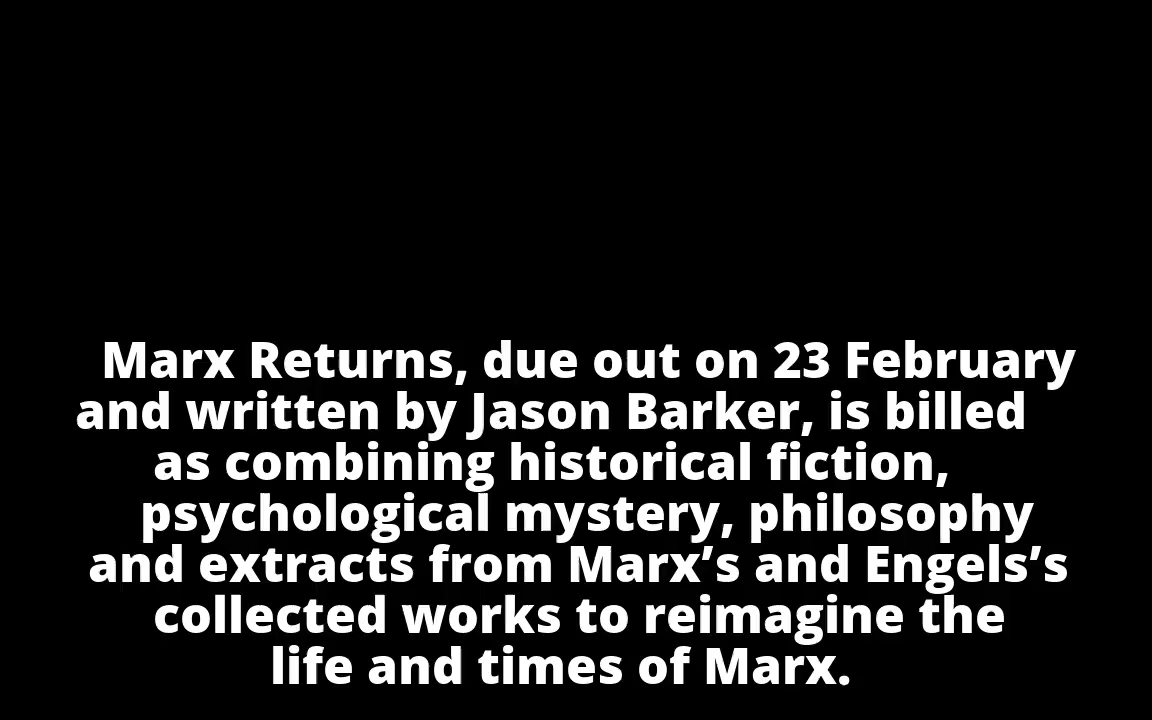 Marx Returns, due out on 23 February
and written by Jason Barker, is billed
as combining historical fiction,
psychological mystery, philosophy
and extracts from Marx’s and Engels’s
collected works to reimagine the
life and times of Marx.